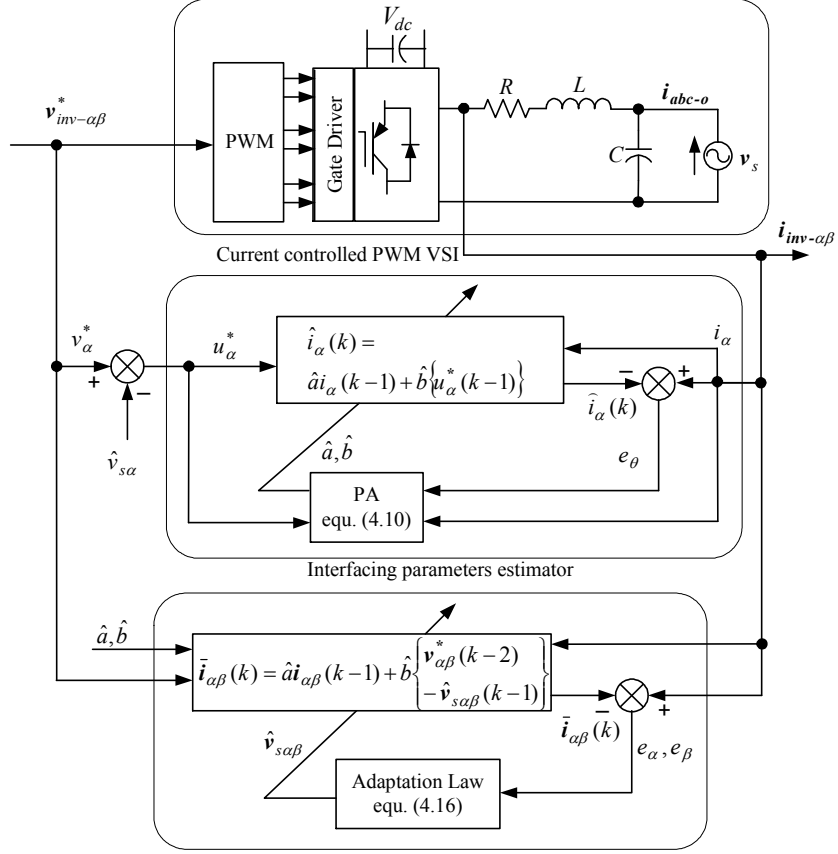 V_dc
v*_inv-αβ
PWM
Gate Driver
R
L
i_abc-o
C
v_s
i_inv-αβ
Current controlled PWM VSI
v*_α
u*_α
+
−
v̂_sα
î_α(k) =
âi_α(k−1) + b̂{u*_α(k−1)}
i_α
−
+
î_α(k)
â,b̂
e_θ
PA
equ. (4.10)
Interfacing parameters estimator
â,b̂
ī_αβ(k) = âi_αβ(k−1) + b̂{v*_αβ(k−2)
−v̂_sαβ(k−1)}
−
+
ī_αβ(k)
v̂_sαβ
e_α, e_β
Adaptation Law
equ. (4.16)